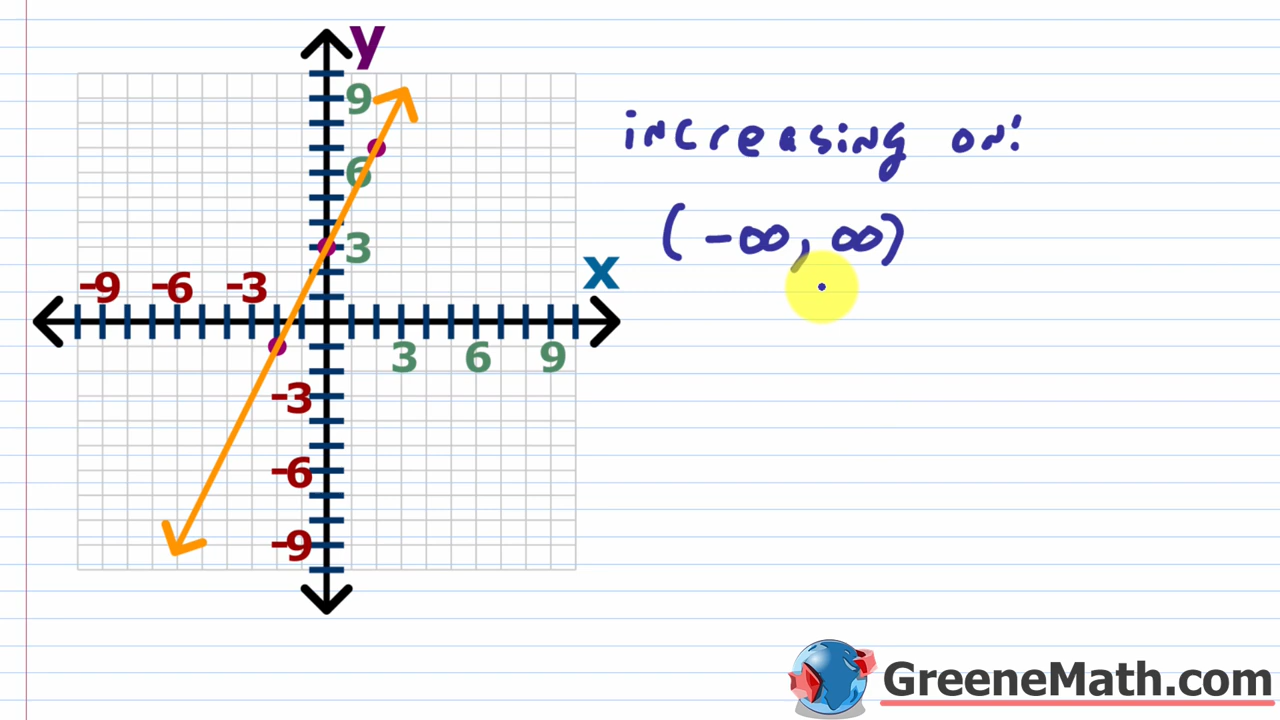 y
9
increasing on:
6
(-∞, ∞)
3
x
-9 -6 -3
3 6 9
-3
-6
-9
GreeneMath.com